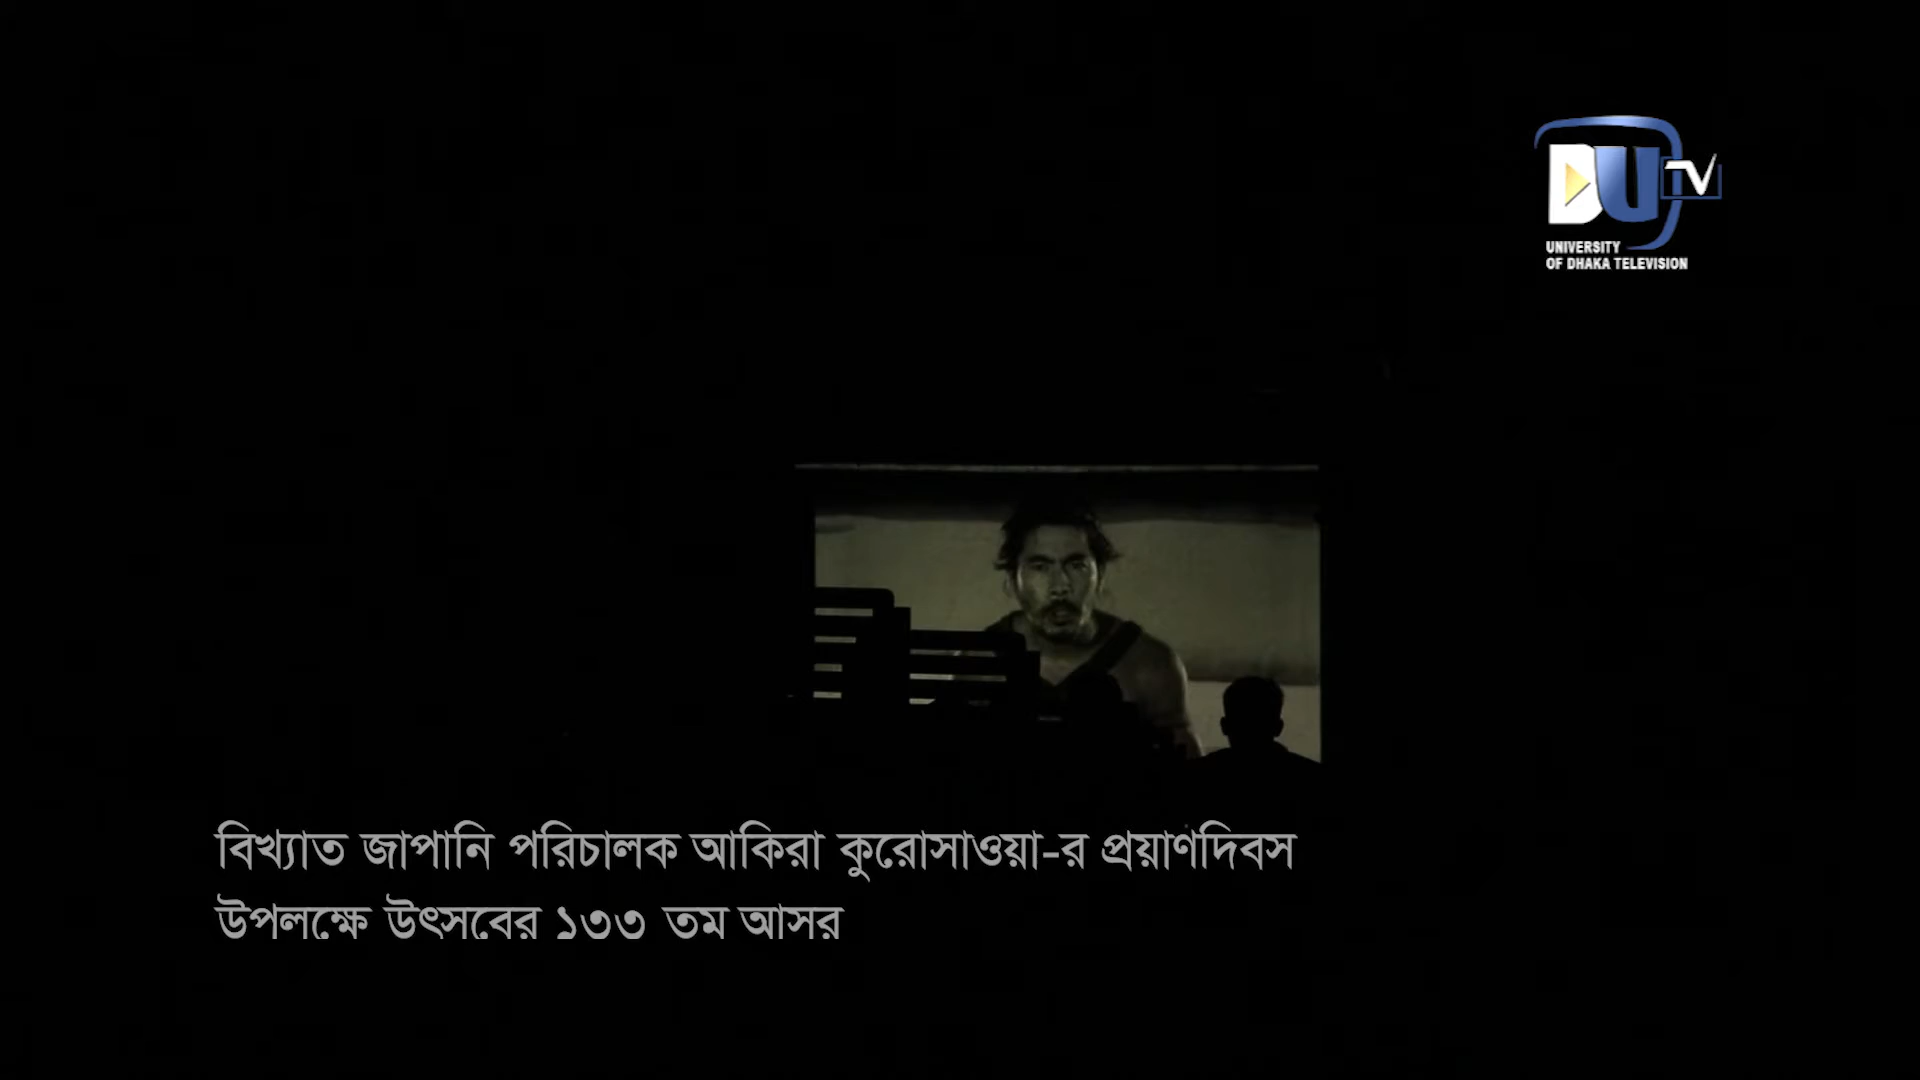 DU TV
UNIVERSITY
OF DHAKA TELEVISION
বিখ্যাত জাপানি পরিচালক আকিরা কুরোসাওয়া-র প্রয়াণদিবস
উপলক্ষে উৎসবের ১৩৩ তম আসর